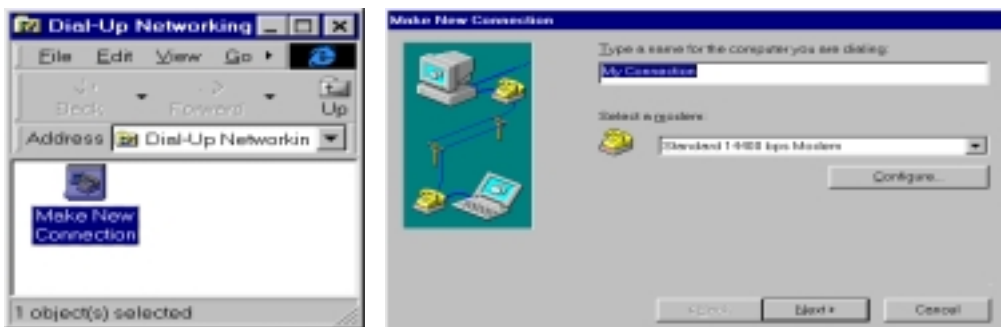 Dial-Up Networking
File Edit View Go
Back Forward Up
Address Dial-Up Networkin
Make New
Connection
1 object(s) selected
Make New Connection
Type a name for the computer you are dialing:
My Connection
Select a modem:
Standard 14400 bps Modem
Configure...
< Back Next > Cancel